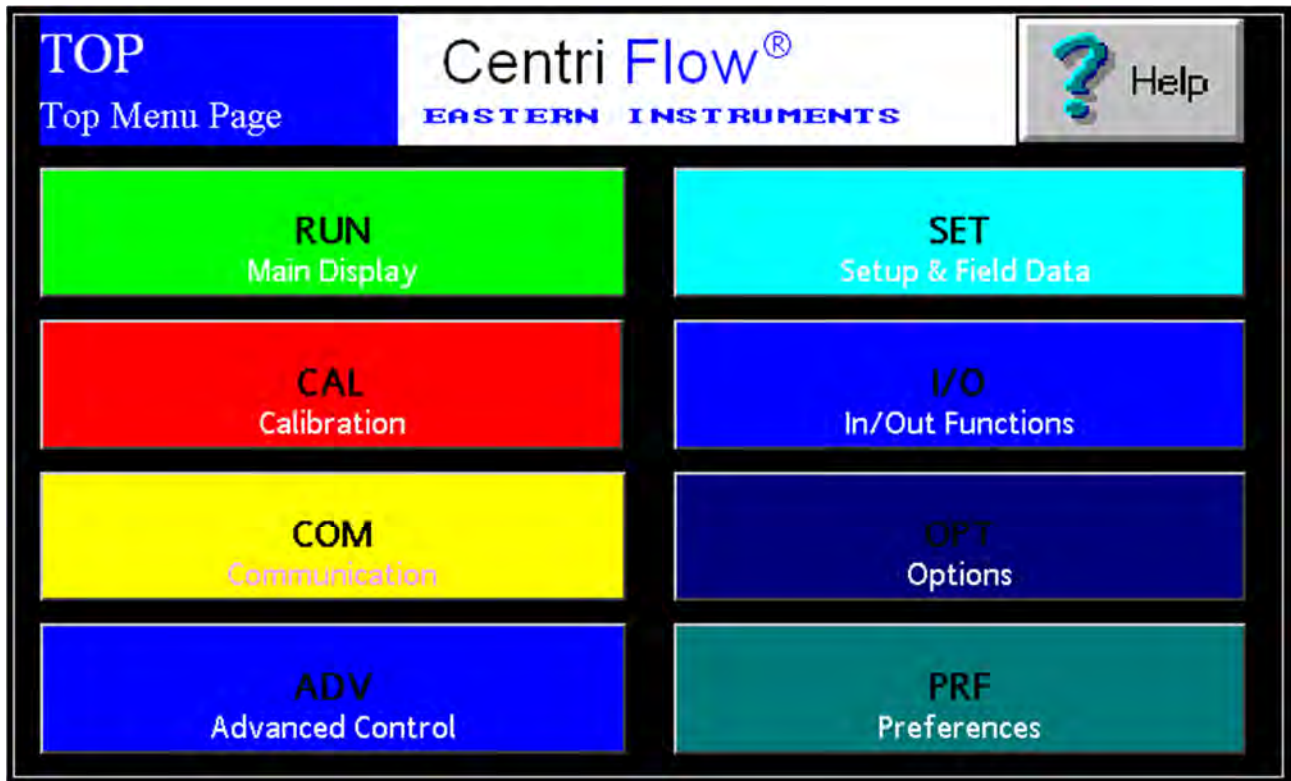 TOP
Top Menu Page
Centri Flow®
EASTERN INSTRUMENTS
Help
RUN
Main Display
SET
Setup & Field Data
CAL
Calibration
I/O
In/Out Functions
COM
Communication
OPT
Options
ADV
Advanced Control
PRF
Preferences